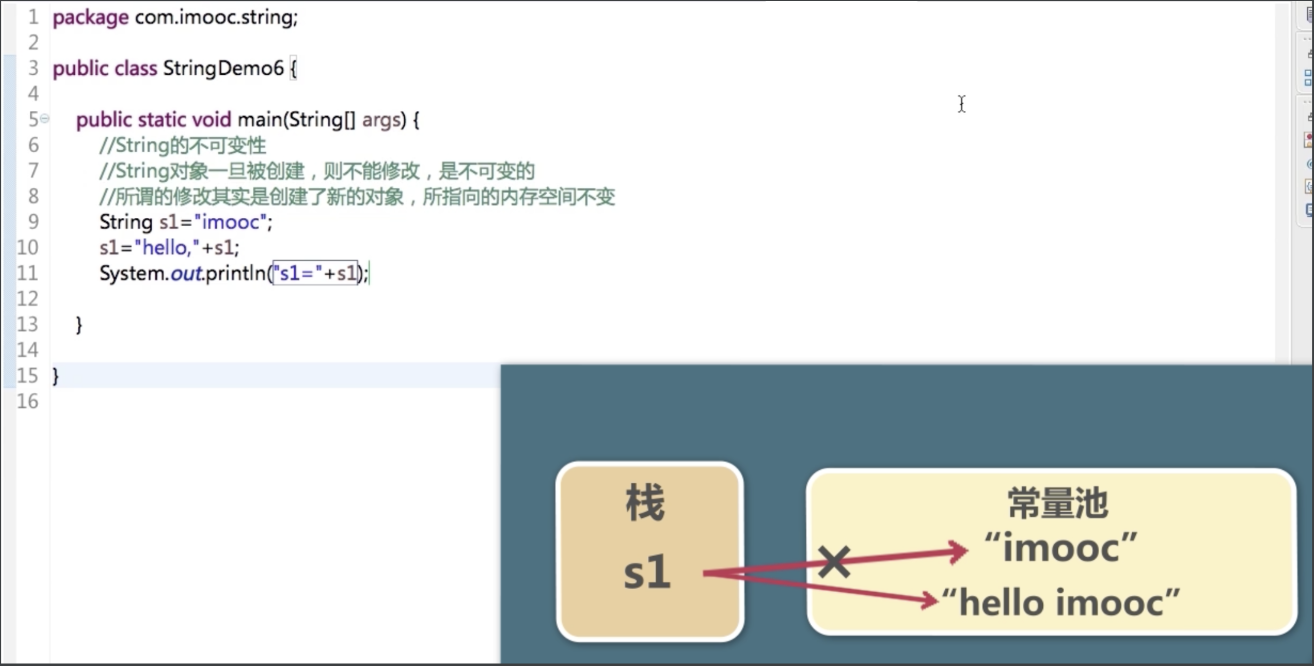 1 package com.imooc.string;
2
3 public class StringDemo6 {
4
5 public static void main(String[] args) {
6 //String的不可变性
7 //String对象一旦被创建，则不能修改，是不可变的
8 //所谓的修改其实是创建了新的对象，所指向的内存空间不变
9 String s1="imooc";
10 s1="hello,"+s1;
11 System.out.println("s1="+s1);
12
13 }
14
15 }
16
栈
s1
常量池
“imooc”
“hello imooc”